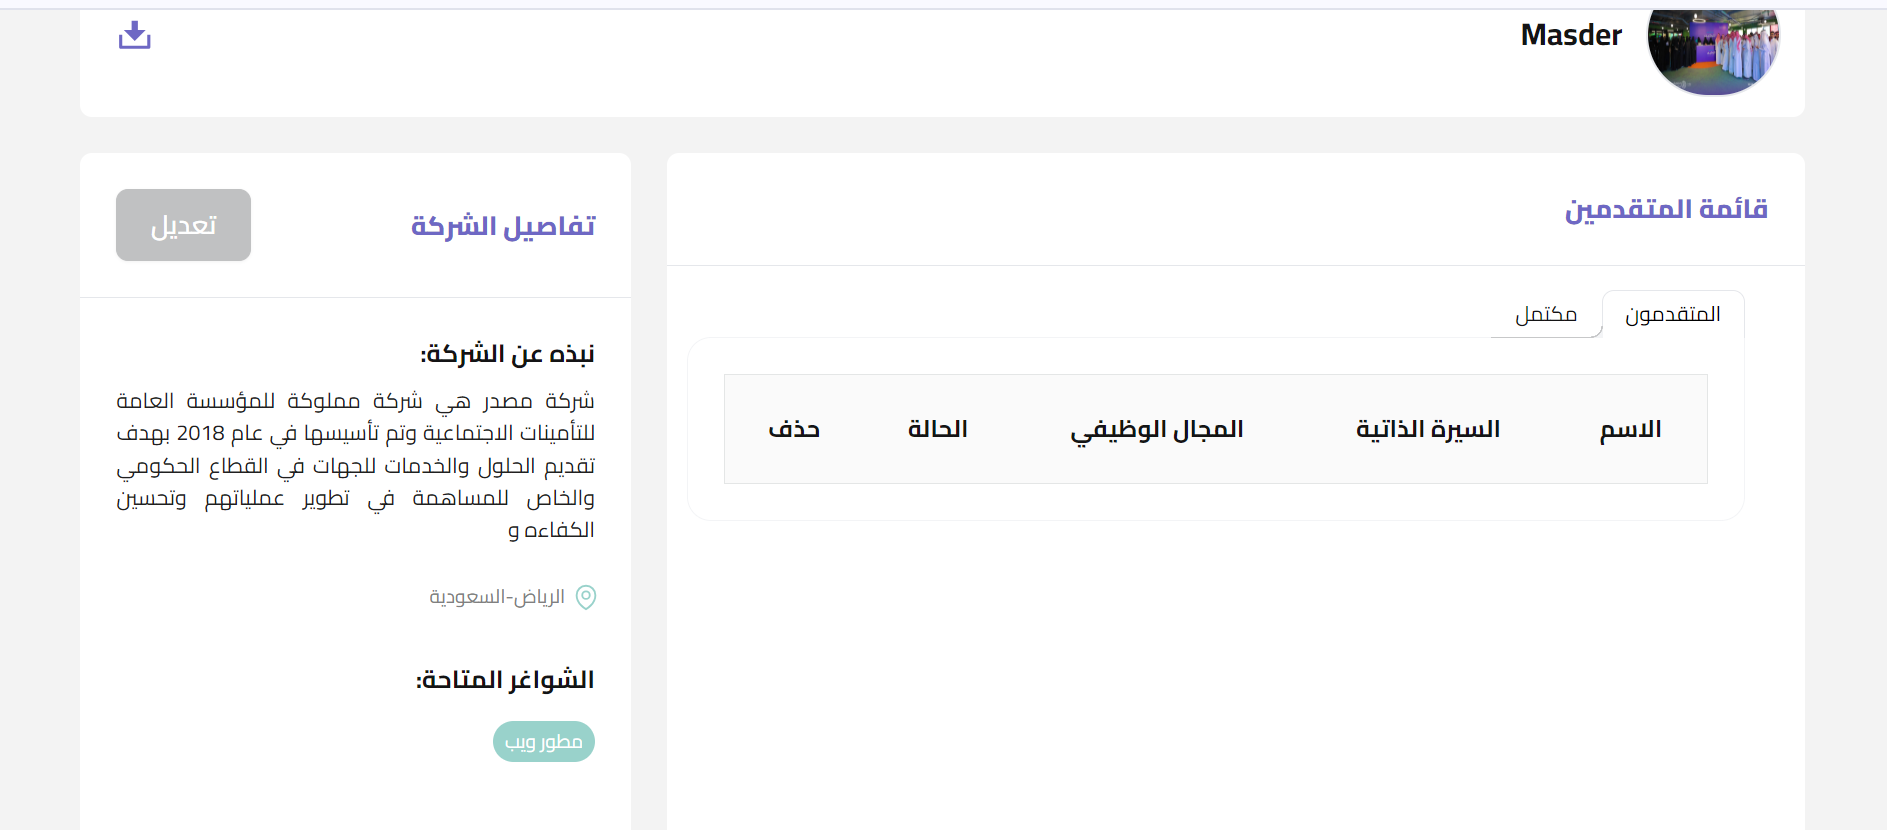 Masder
قائمة المتقدمين
المتقدمون
مكتمل
الاسم
السيرة الذاتية
المجال الوظيفي
الحالة
حذف
تفاصيل الشركة
تعديل
نبذه عن الشركة:
شركة مصدر هي شركة مملوكة للمؤسسة العامة
للتأمينات الاجتماعية وتم تأسيسها في عام 2018 بهدف
تقديم الحلول والخدمات للجهات في القطاع الحكومي
والخاص للمساهمة في تطوير عملياتهم وتحسين
الكفاءه و
الرياض-السعودية
الشواغر المتاحة:
مطور ويب